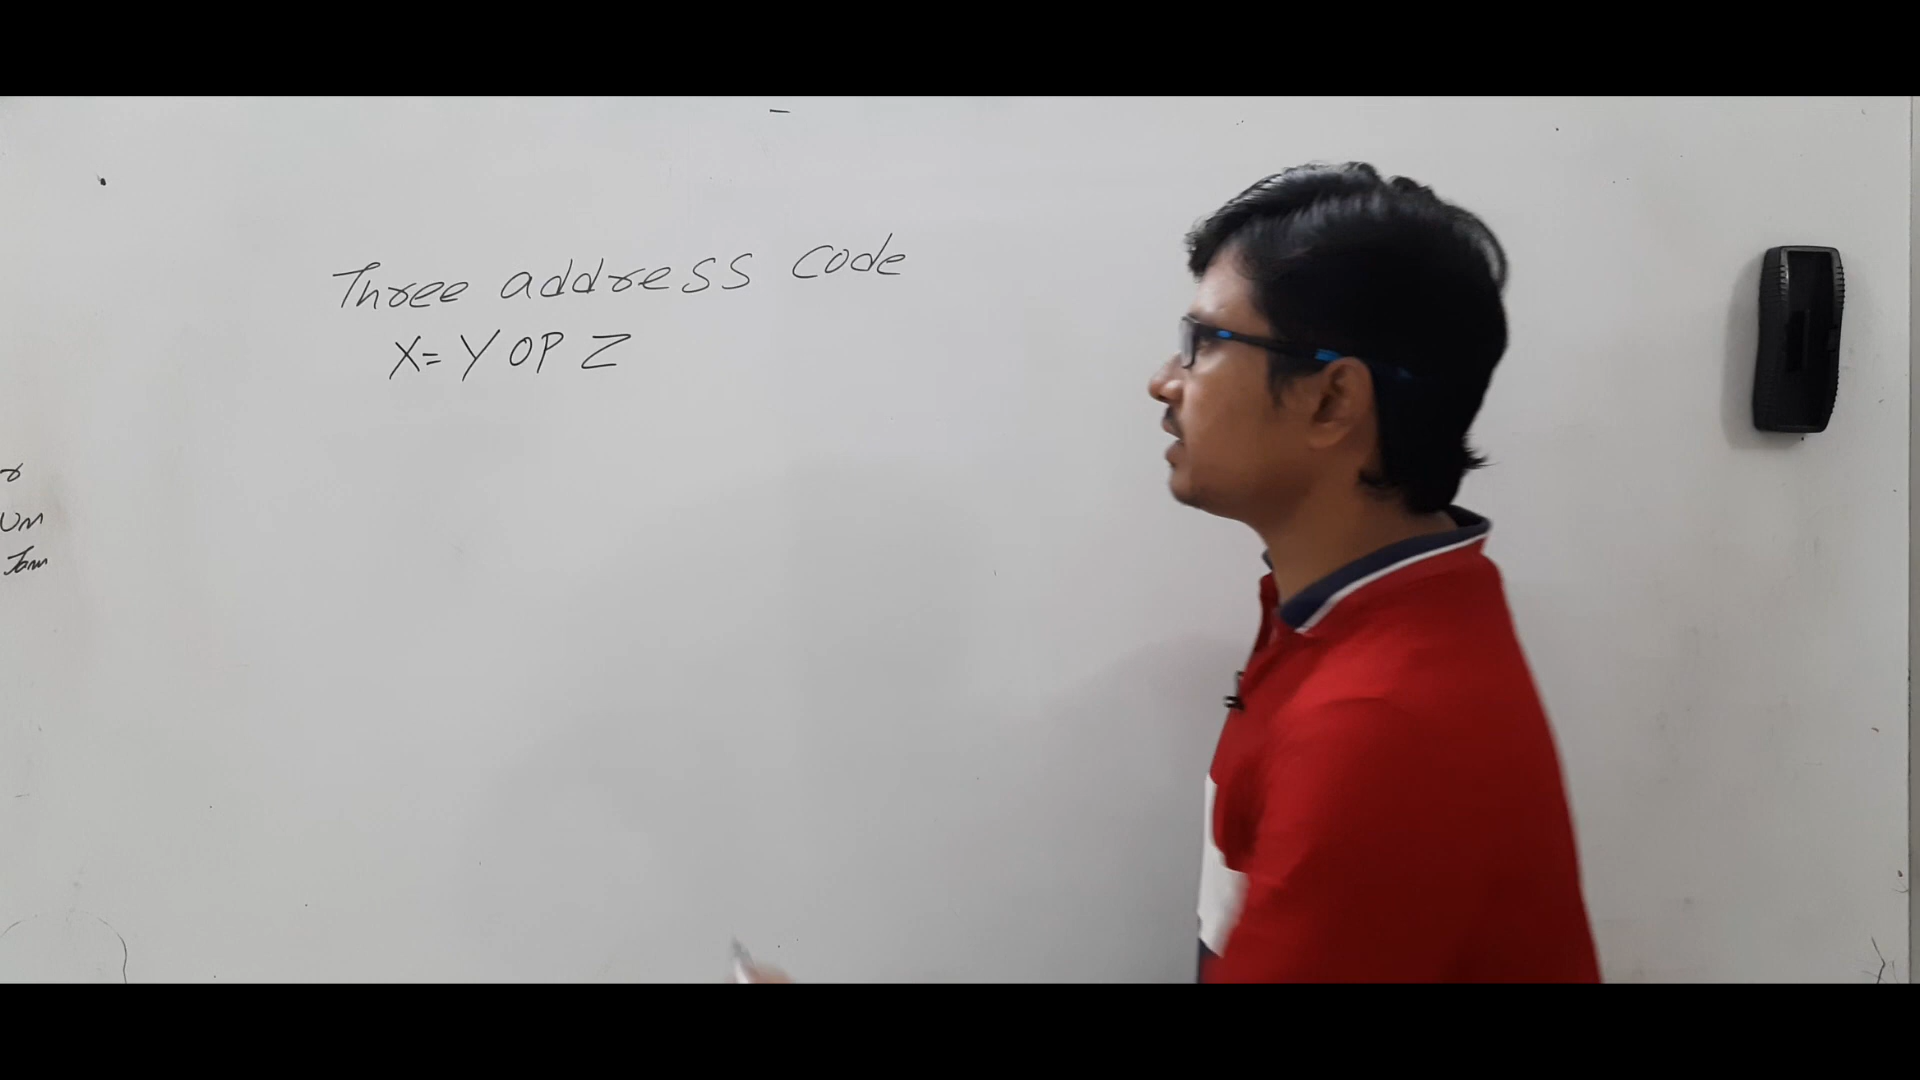 Three address code
X= Y OP Z